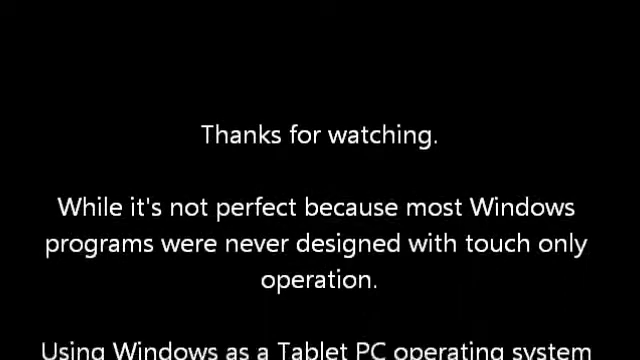 Thanks for watching.
While it's not perfect because most Windows
programs were never designed with touch only
operation.
Using Windows as a Tablet PC operating system